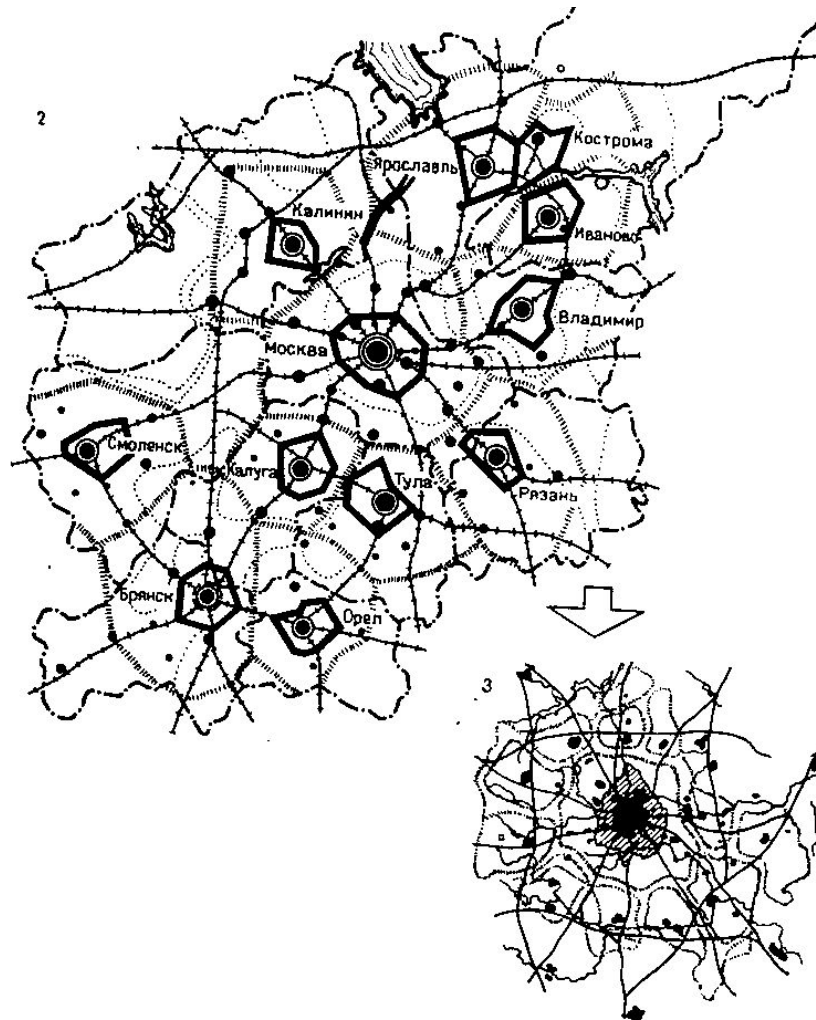 2
Кострома
Ярославль
Калинин
Иваново
Владимир
Москва
Смоленск
Калуга
Тула
Рязань
Брянск
Орел
3